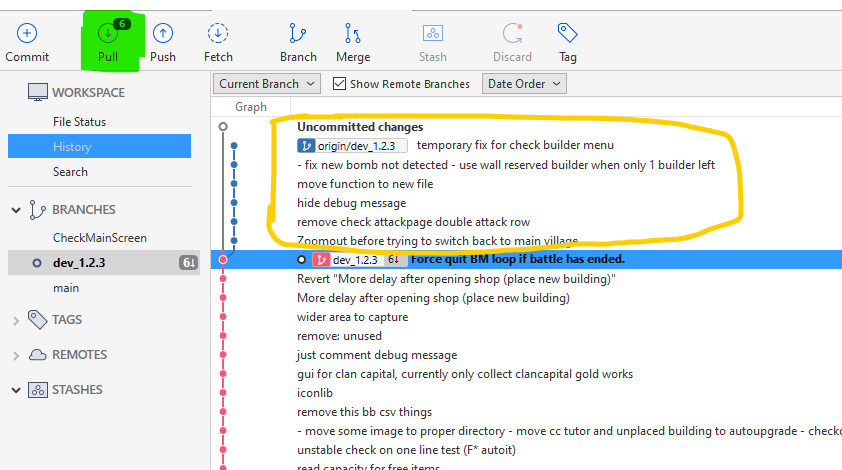 6
Commit Pull Push Fetch Branch Merge Stash Discard Tag
Current Branch Show Remote Branches Date Order
WORKSPACE
File Status
History
Search
BRANCHES
CheckMainScreen
dev_1.2.3 6↓
main
TAGS
REMOTES
STASHES
Graph
Uncommitted changes
origin/dev_1.2.3 temporary fix for check builder menu
- fix new bomb not detected - use wall reserved builder when only 1 builder left
move function to new file
hide debug message
remove check attackpage double attack row
Zoomout before trying to switch back to main village
dev_1.2.3 6↓ Force quit BM loop if battle has ended.
Revert "More delay after opening shop (place new building)"
More delay after opening shop (place new building)
wider area to capture
remove: unused
just comment debug message
gui for clan capital, currently only collect clancapital gold works
iconlib
remove this bb csv things
- move some image to proper directory - move cc tutor and unplaced building to autoupgrade - checko
unstable check on one line test (F* autoit)
read capacity for free items